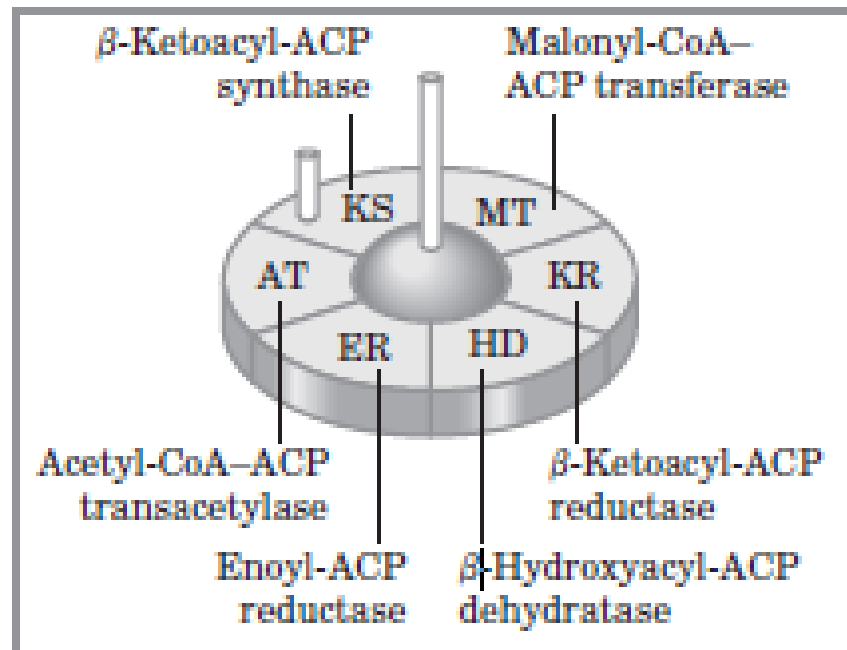 β-Ketoacyl-ACP
synthase
Malonyl-CoA–
ACP transferase
KS
MT
AT
KR
ER
HD
Acetyl-CoA–ACP
transacetylase
β-Ketoacyl-ACP
reductase
Enoyl-ACP
reductase
β-Hydroxyacyl-ACP
dehydratase